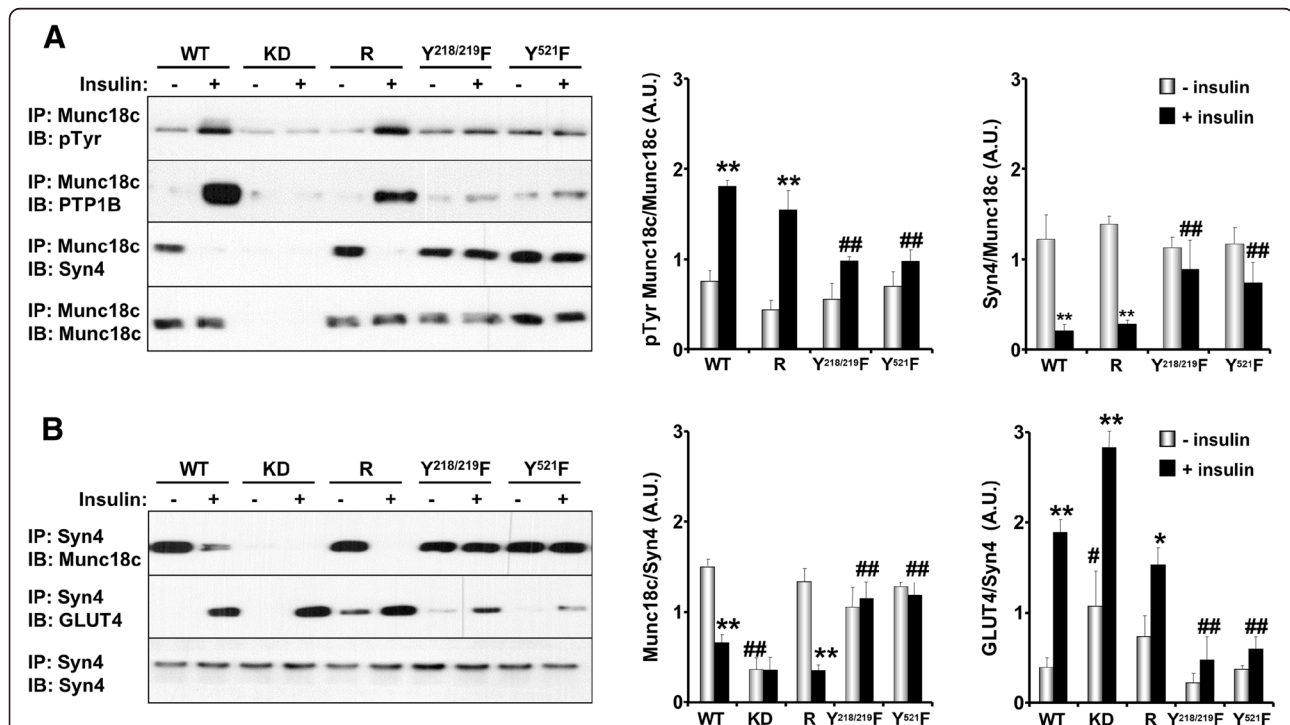 A
WT KD R Y218/219F Y521F
Insulin: - + - + - + - + - +
IP: Munc18c
IB: pTyr
IP: Munc18c
IB: PTP1B
IP: Munc18c
IB: Syn4
IP: Munc18c
IB: Munc18c
pTyr Munc18c/Munc18c (A.U.)
3
2
1
0
** ** ## ##
WT R Y218/219F Y521F
Syn4/Munc18c (A.U.)
3
2
1
0
- insulin
+ insulin
** ** ## ##
WT R Y218/219F Y521F
B
WT KD R Y218/219F Y521F
Insulin: - + - + - + - + - +
IP: Syn4
IB: Munc18c
IP: Syn4
IB: GLUT4
IP: Syn4
IB: Syn4
Munc18c/Syn4 (A.U.)
3
2
1
0
** ## ** ## ##
WT KD R Y218/219F Y521F
GLUT4/Syn4 (A.U.)
3
2
1
0
- insulin
+ insulin
** # ** * ## ##
WT KD R Y218/219F Y521F